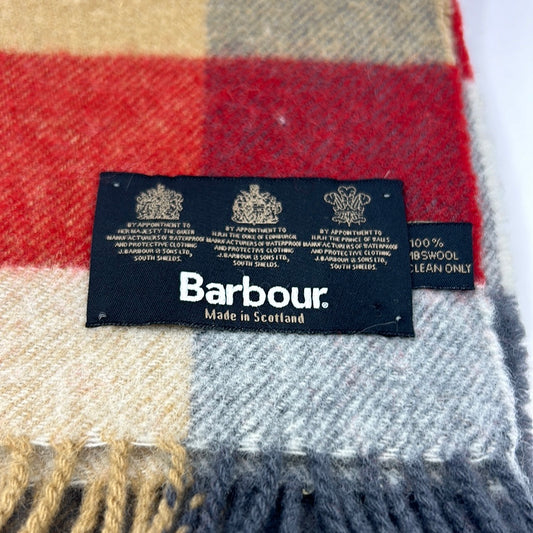 BY APPOINTMENT TO
HER MAJESTY THE QUEEN
MANUFACTURERS OF WATERPROOF
AND PROTECTIVE CLOTHING
J. BARBOUR & SONS LTD,
SOUTH SHIELDS.
BY APPOINTMENT TO
H.R.H. THE DUKE OF EDINBURGH
MANUFACTURERS OF WATERPROOF
AND PROTECTIVE CLOTHING
J. BARBOUR & SONS LTD,
SOUTH SHIELDS.
BY APPOINTMENT TO
H.R.H. THE PRINCE OF WALES
MANUFACTURERS OF WATERPROOF
AND PROTECTIVE CLOTHING
J. BARBOUR & SONS LTD,
SOUTH SHIELDS.
Barbour.
Made in Scotland
100%
BSWOOL
CLEAN ONLY